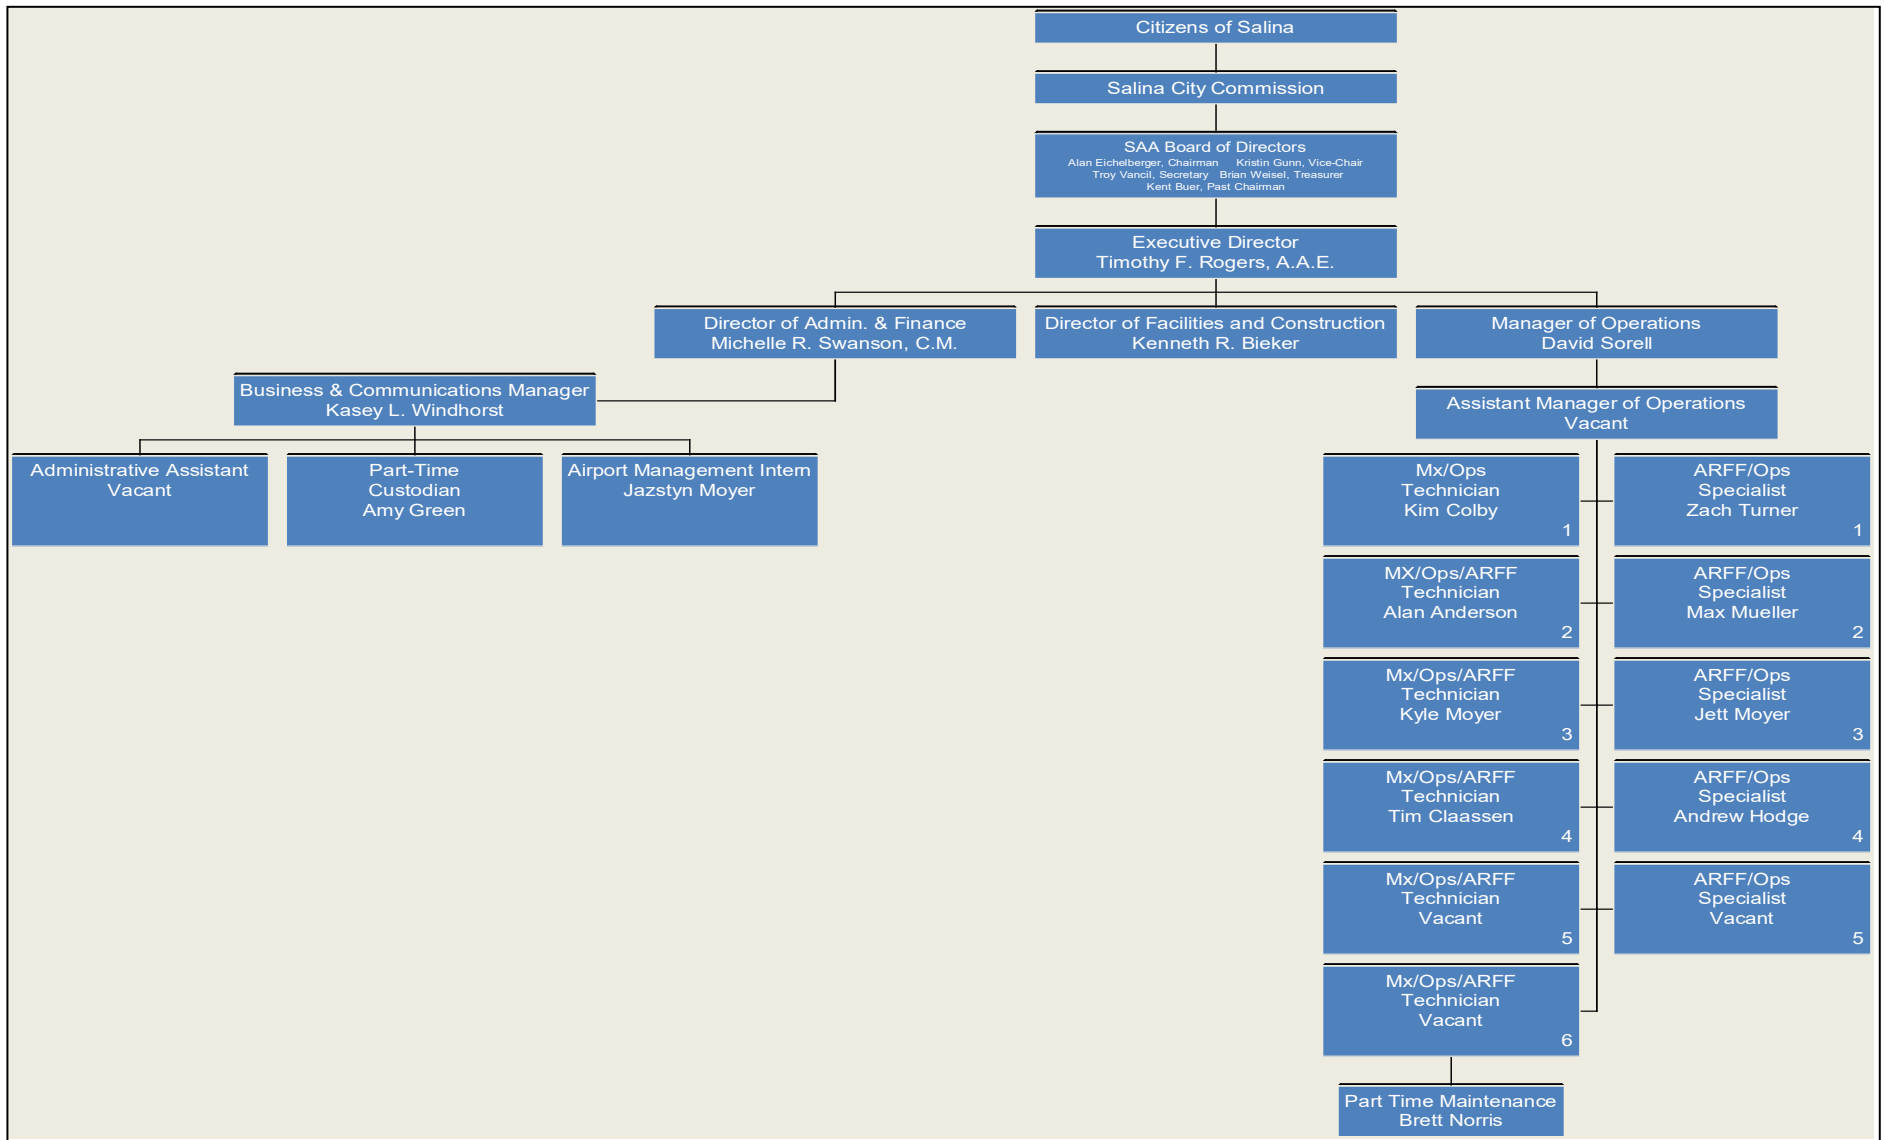 Citizens of Salina
Salina City Commission
SAA Board of Directors
Alan Eichelberger, Chairman Kristin Gunn, Vice-Chair
Troy Vancil, Secretary Brian Weisel, Treasurer
Kent Buer, Past Chairman
Executive Director
Timothy F. Rogers, A.A.E.
Director of Admin. & Finance
Michelle R. Swanson, C.M.
Director of Facilities and Construction
Kenneth R. Bieker
Manager of Operations
David Sorell
Business & Communications Manager
Kasey L. Windhorst
Assistant Manager of Operations
Vacant
Administrative Assistant
Vacant
Part-Time
Custodian
Amy Green
Airport Management Intern
Jazstyn Moyer
Mx/Ops
Technician
Kim Colby
1
ARFF/Ops
Specialist
Zach Turner
1
MX/Ops/ARFF
Technician
Alan Anderson
2
ARFF/Ops
Specialist
Max Mueller
2
Mx/Ops/ARFF
Technician
Kyle Moyer
3
ARFF/Ops
Specialist
Jett Moyer
3
Mx/Ops/ARFF
Technician
Tim Claassen
4
ARFF/Ops
Specialist
Andrew Hodge
4
Mx/Ops/ARFF
Technician
Vacant
5
ARFF/Ops
Specialist
Vacant
5
Mx/Ops/ARFF
Technician
Vacant
6
Part Time Maintenance
Brett Norris